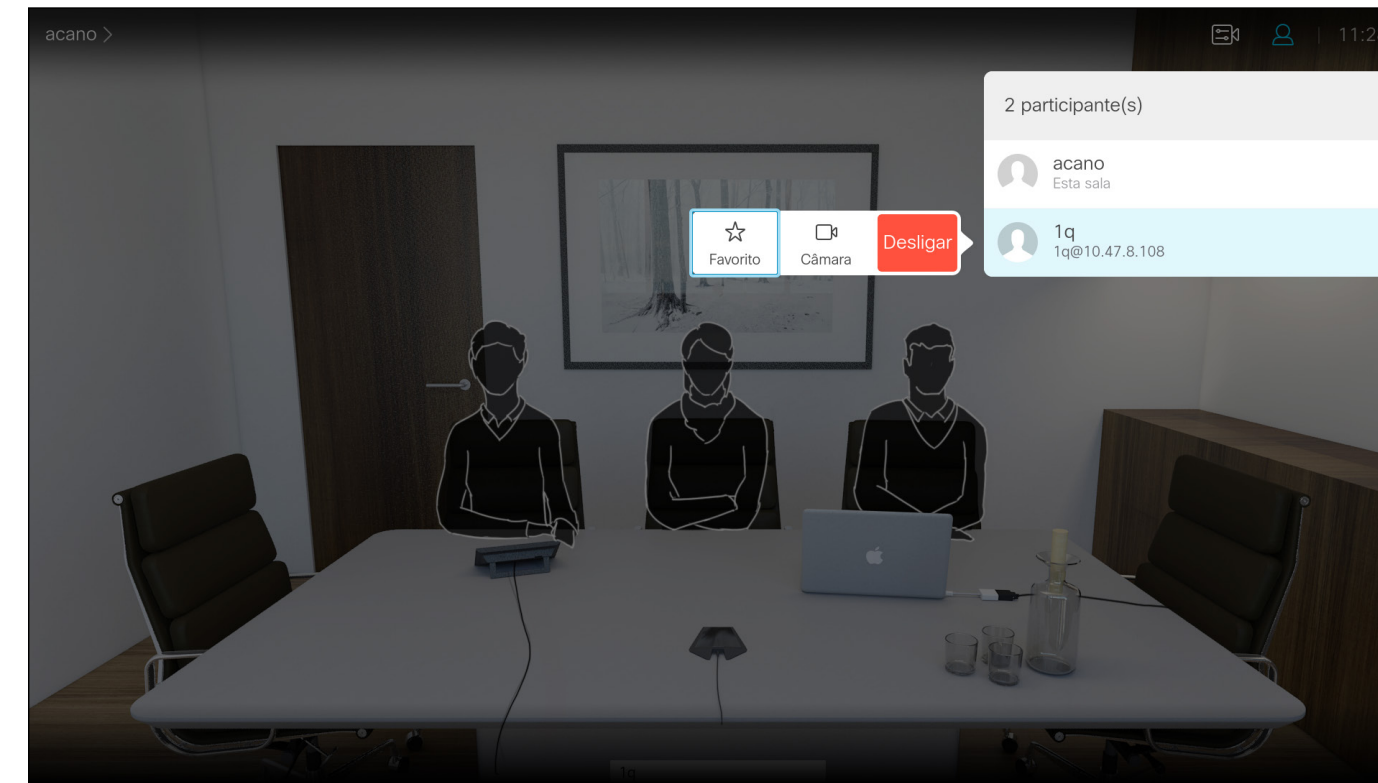 acano >
11:2
2 participante(s)
acano
Esta sala
1q
1q@10.47.8.108
Favorito
Câmara
Desligar
1q